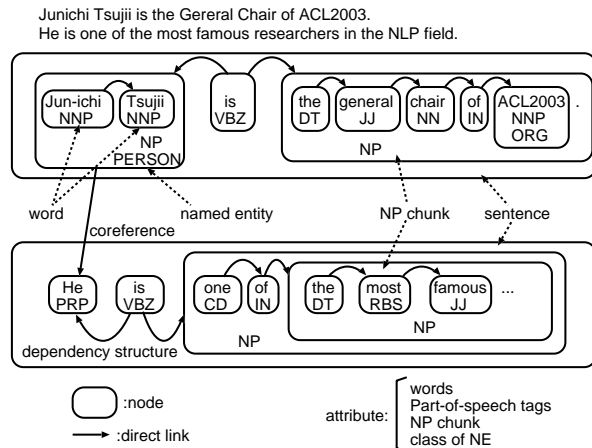 Junichi Tsujii is the Gereral Chair of ACL2003.
He is one of the most famous researchers in the NLP field.
Jun-ichi Tsujii is the general chair of ACL2003 .
NNP NNP VBZ DT JJ NN IN NNP
ORG
NP
PERSON
NP
word named entity NP chunk sentence
coreference
He is one of the most famous ...
PRP VBZ CD IN DT RBS JJ
NP
NP
dependency structure
:node
:direct link
attribute:
words
Part-of-speech tags
NP chunk
class of NE